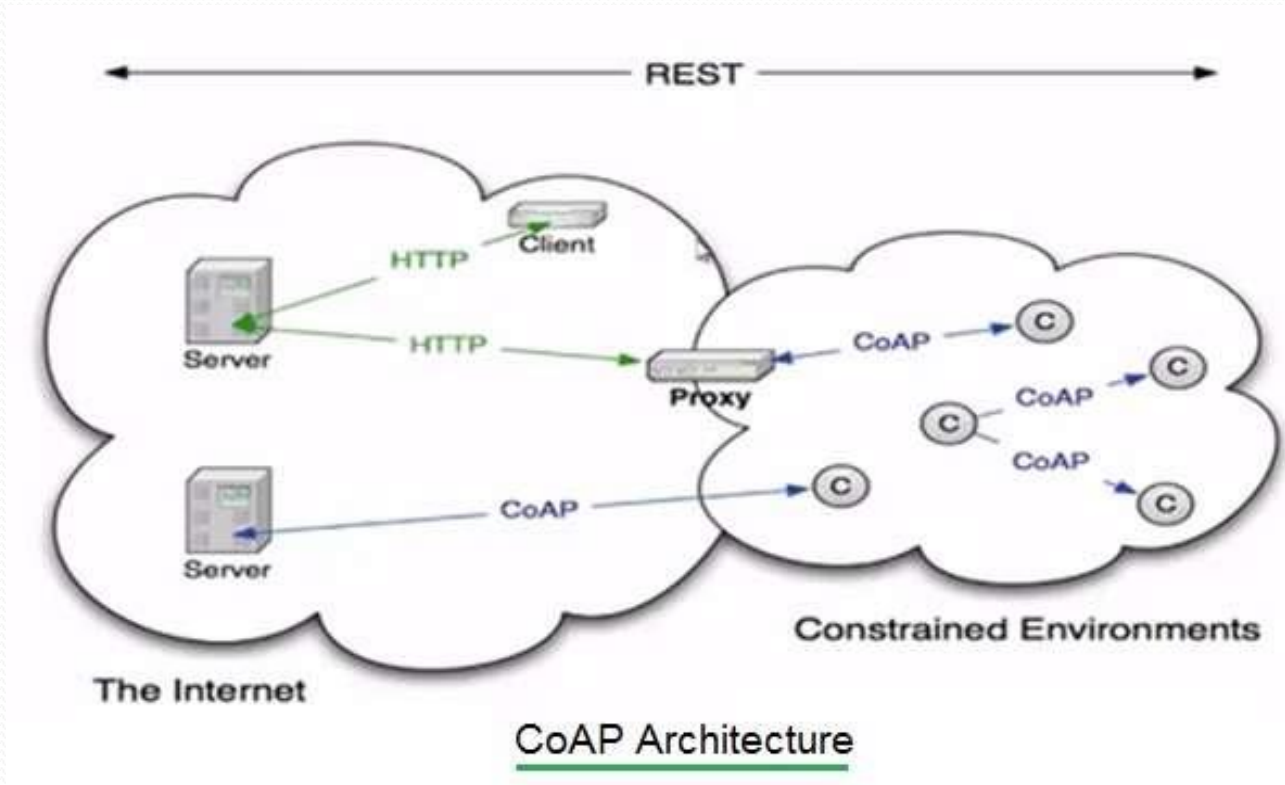 REST
Client
HTTP
Server
HTTP
Proxy
CoAP
C
C
CoAP
C
CoAP
C
C
CoAP
Server
Constrained Environments
The Internet
CoAP Architecture